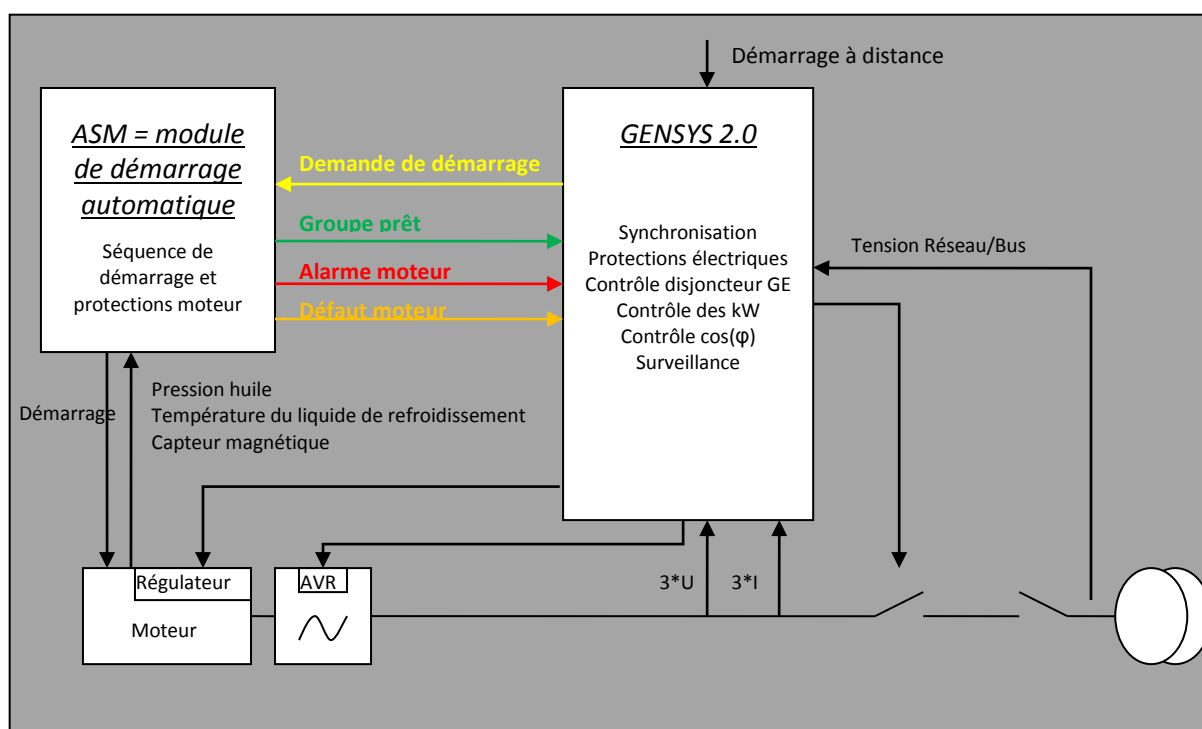 Démarrage à distance
ASM = module
de démarrage
automatique
Séquence de
démarrage et
protections moteur
Demande de démarrage
Groupe prêt
Alarme moteur
Défaut moteur
GENSYS 2.0
Synchronisation
Protections électriques
Contrôle disjoncteur GE
Contrôle des kW
Contrôle cos(φ)
Surveillance
Tension Réseau/Bus
Démarrage
Pression huile
Température du liquide de refroidissement
Capteur magnétique
Régulateur
Moteur
AVR
3*U
3*I